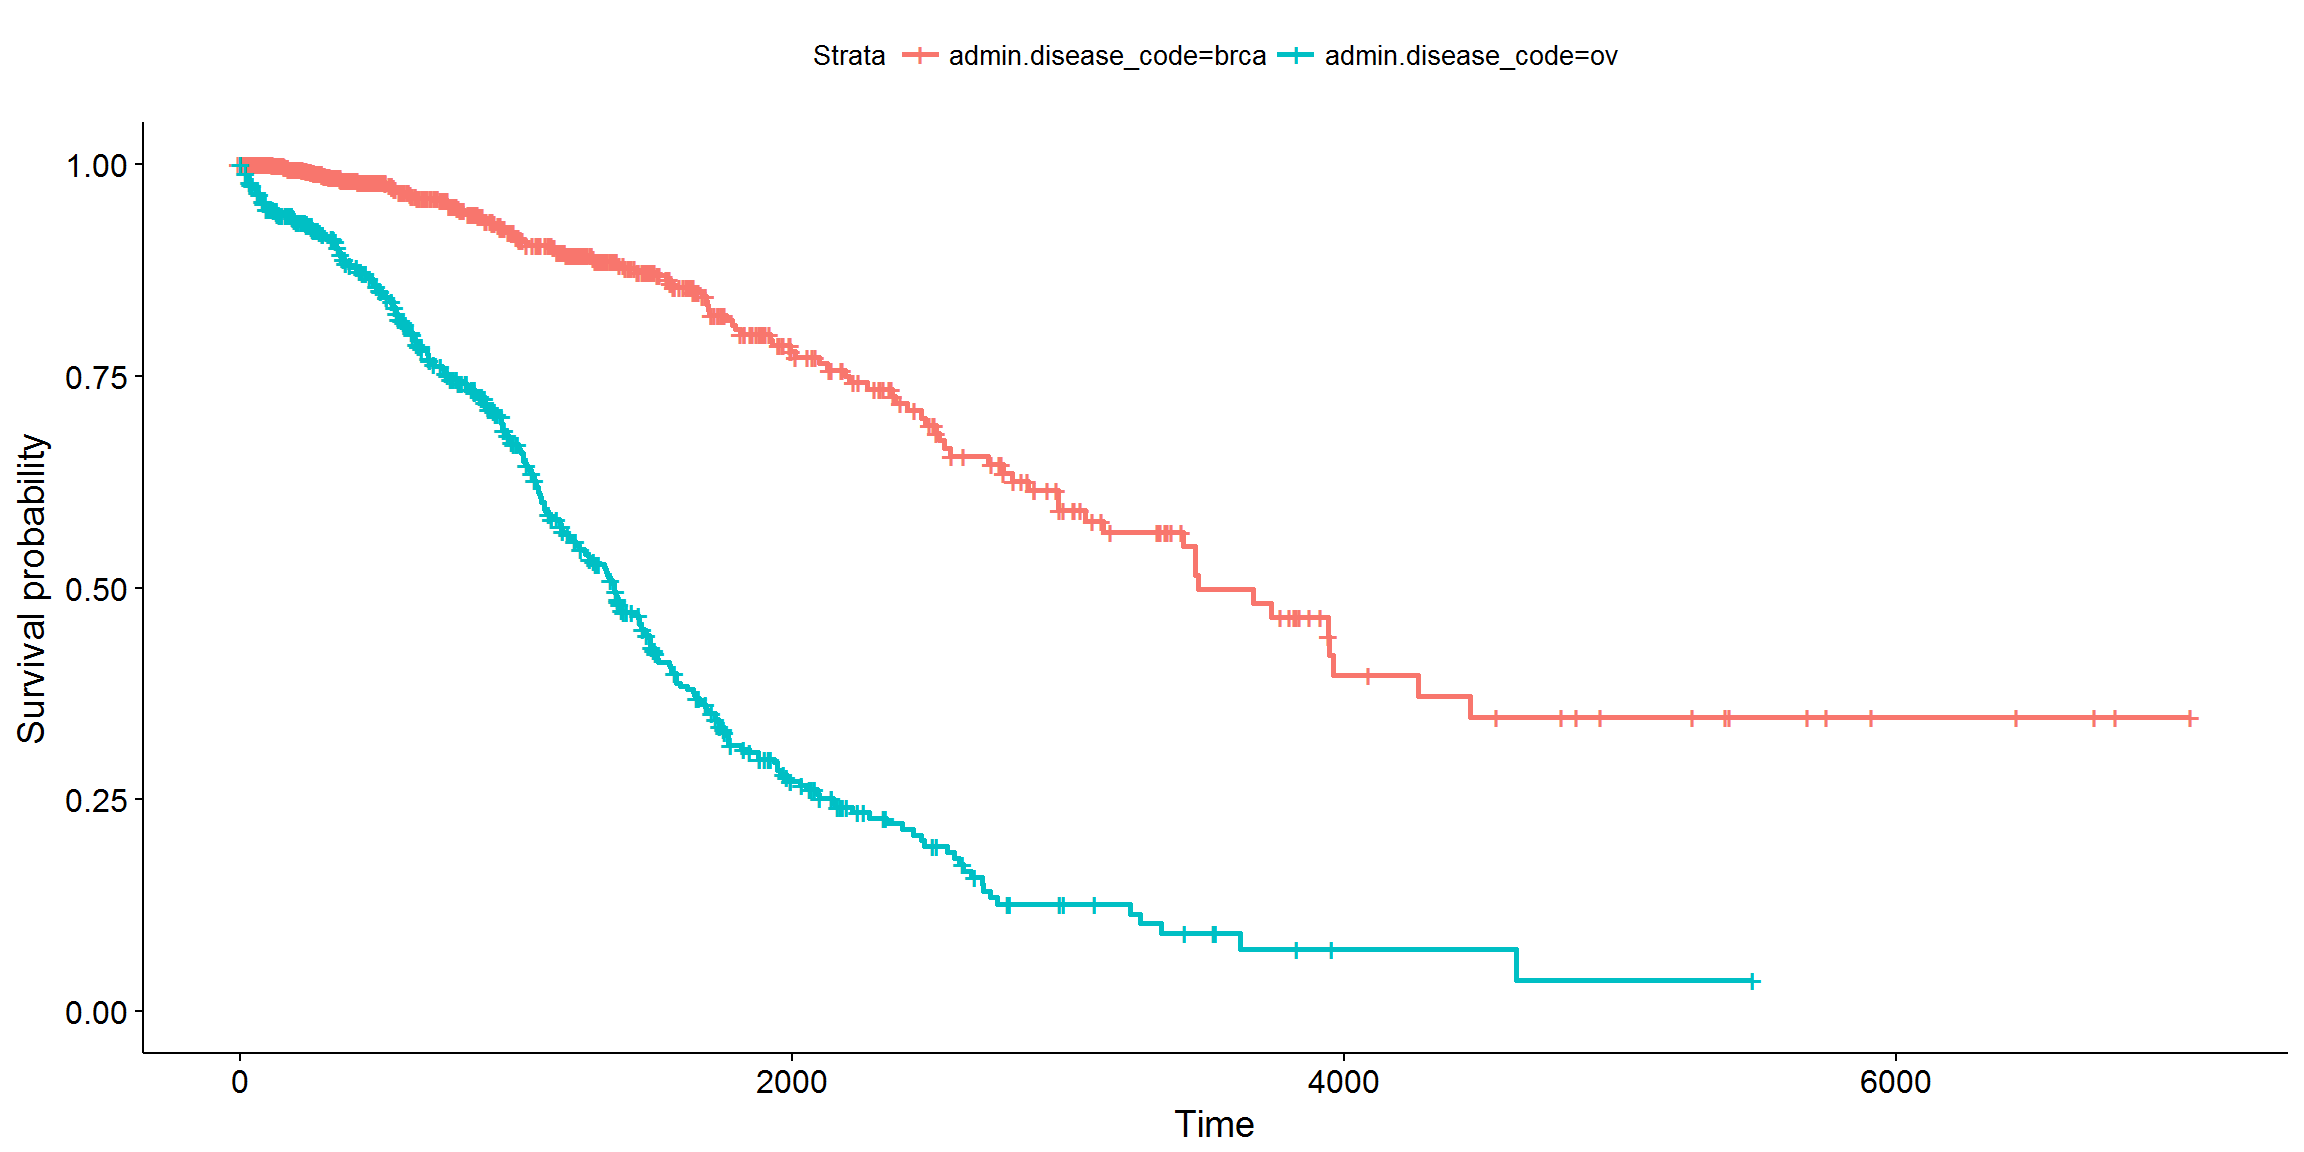 Strata admin.disease_code=brca admin.disease_code=ov
Survival probability
1.00
0.75
0.50
0.25
0.00
0 2000 4000 6000
Time